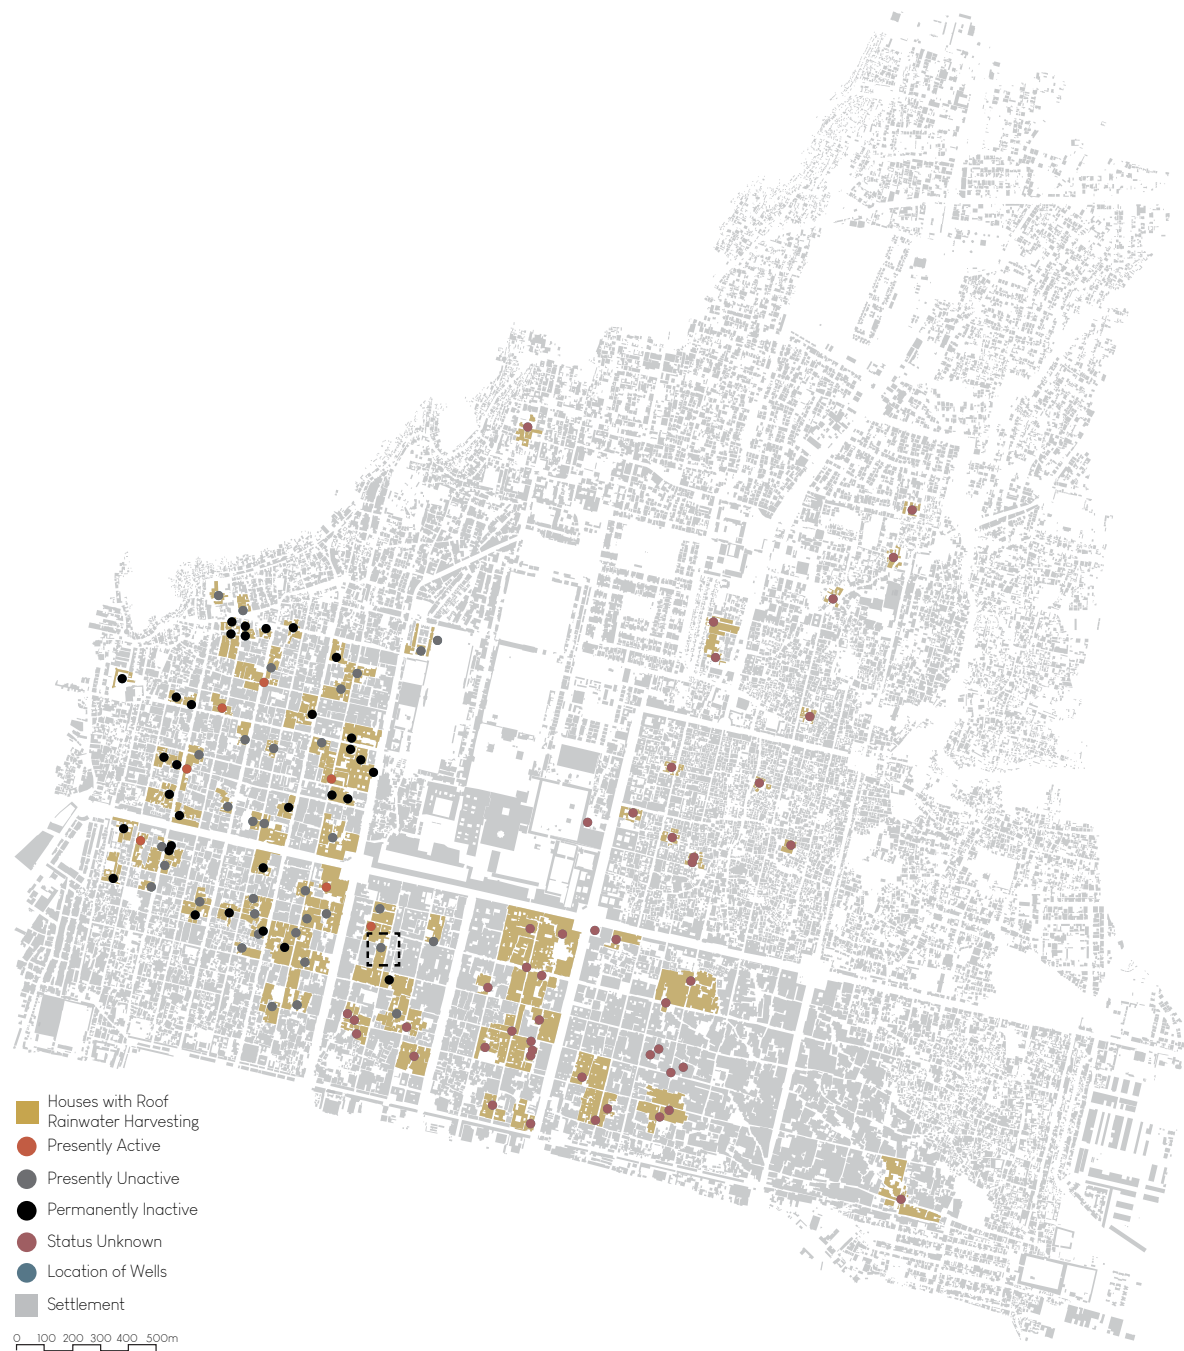 Houses with Roof
Rainwater Harvesting
Presently Active
Presently Unactive
Permanently Inactive
Status Unknown
Location of Wells
Settlement
0 100 200 300 400 500m